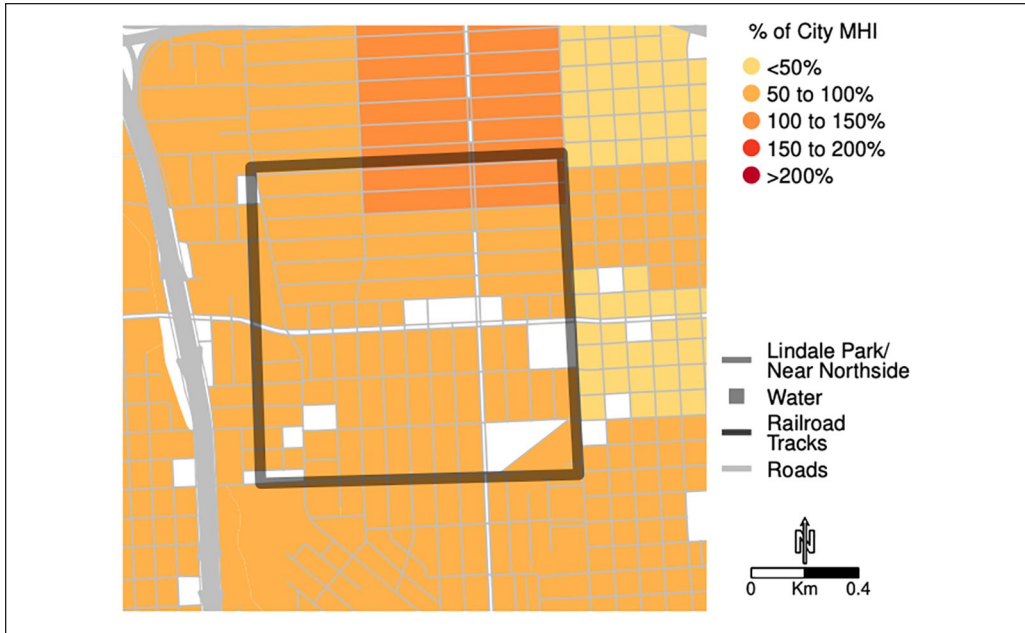 % of City MHI
<50%
50 to 100%
100 to 150%
150 to 200%
>200%
Lindale Park/
Near Northside
Water
Railroad
Tracks
Roads
N
0 Km 0.4